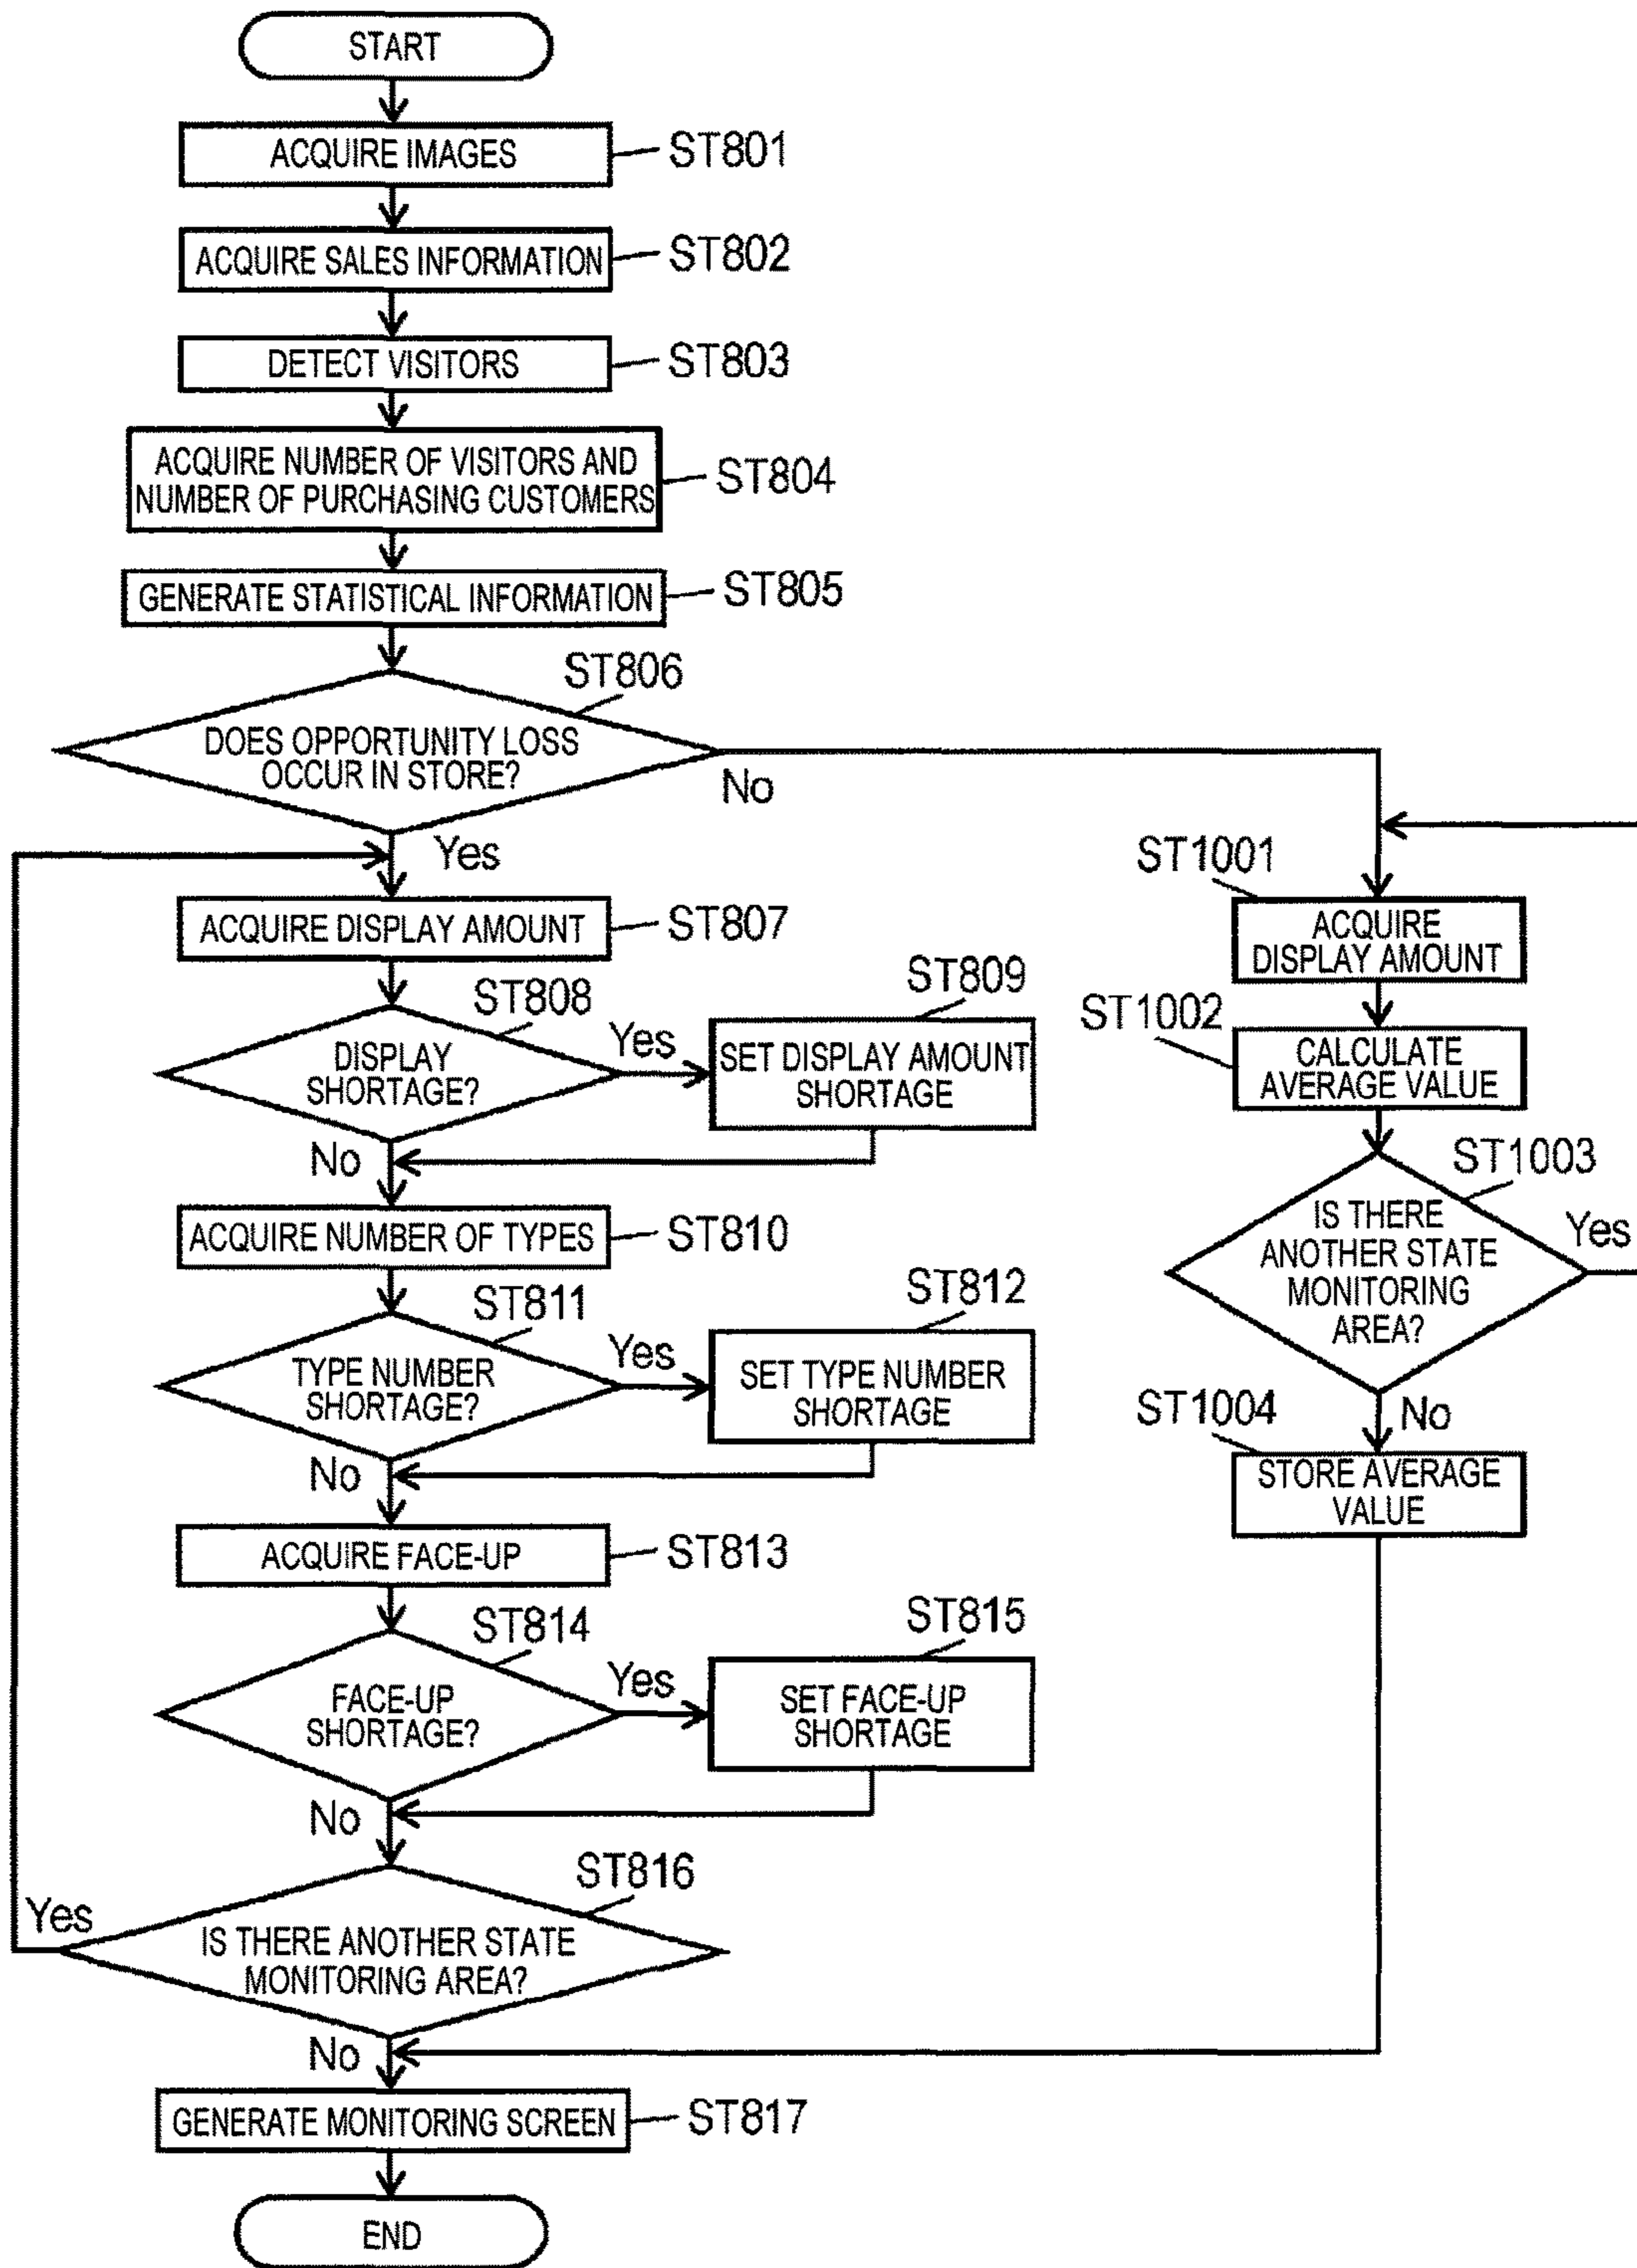 START
ACQUIRE IMAGES
ST801
ACQUIRE SALES INFORMATION
ST802
DETECT VISITORS
ST803
ACQUIRE NUMBER OF VISITORS AND
NUMBER OF PURCHASING CUSTOMERS
ST804
GENERATE STATISTICAL INFORMATION
ST805
ST806
DOES OPPORTUNITY LOSS
OCCUR IN STORE?
No
Yes
ACQUIRE DISPLAY AMOUNT
ST807
ST808
DISPLAY
SHORTAGE?
Yes
No
ST809
SET DISPLAY AMOUNT
SHORTAGE
ACQUIRE NUMBER OF TYPES
ST810
ST811
TYPE NUMBER
SHORTAGE?
Yes
No
ST812
SET TYPE NUMBER
SHORTAGE
ACQUIRE FACE-UP
ST813
ST814
FACE-UP
SHORTAGE?
Yes
No
ST815
SET FACE-UP
SHORTAGE
ST816
IS THERE ANOTHER STATE
MONITORING AREA?
Yes
No
ST1001
ACQUIRE
DISPLAY AMOUNT
ST1002
CALCULATE
AVERAGE VALUE
ST1003
IS THERE
ANOTHER STATE
MONITORING
AREA?
Yes
No
ST1004
STORE AVERAGE
VALUE
GENERATE MONITORING SCREEN
ST817
END